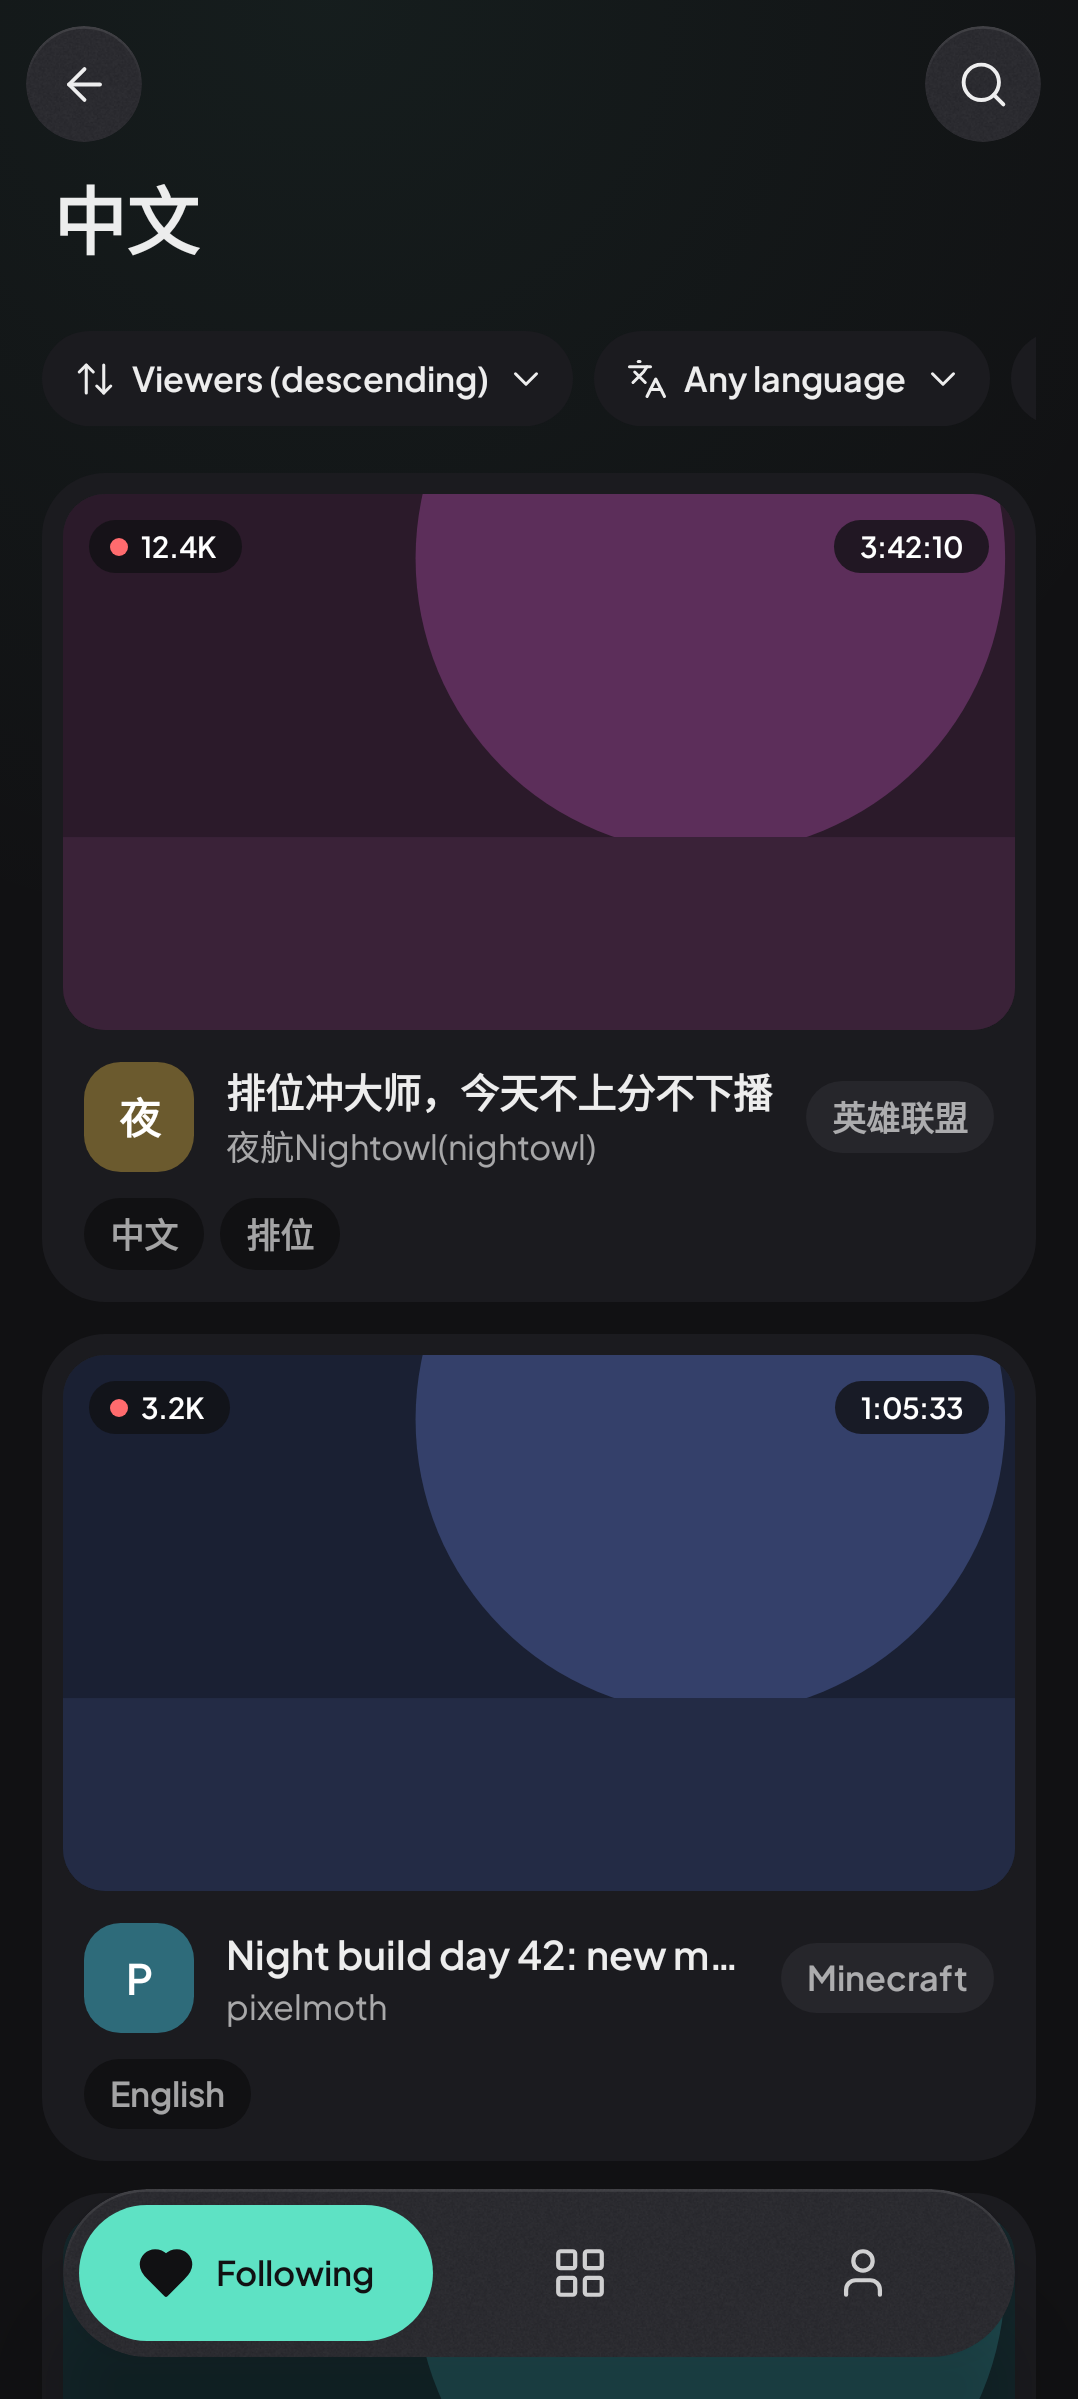 中文
Viewers (descending)
Any language
12.4K
3:42:10
夜
排位冲大师，今天不上分不下播
夜航Nightowl(nightowl)
英雄联盟
中文
排位
3.2K
1:05:33
P
Night build day 42: new m...
pixelmoth
Minecraft
English
Following